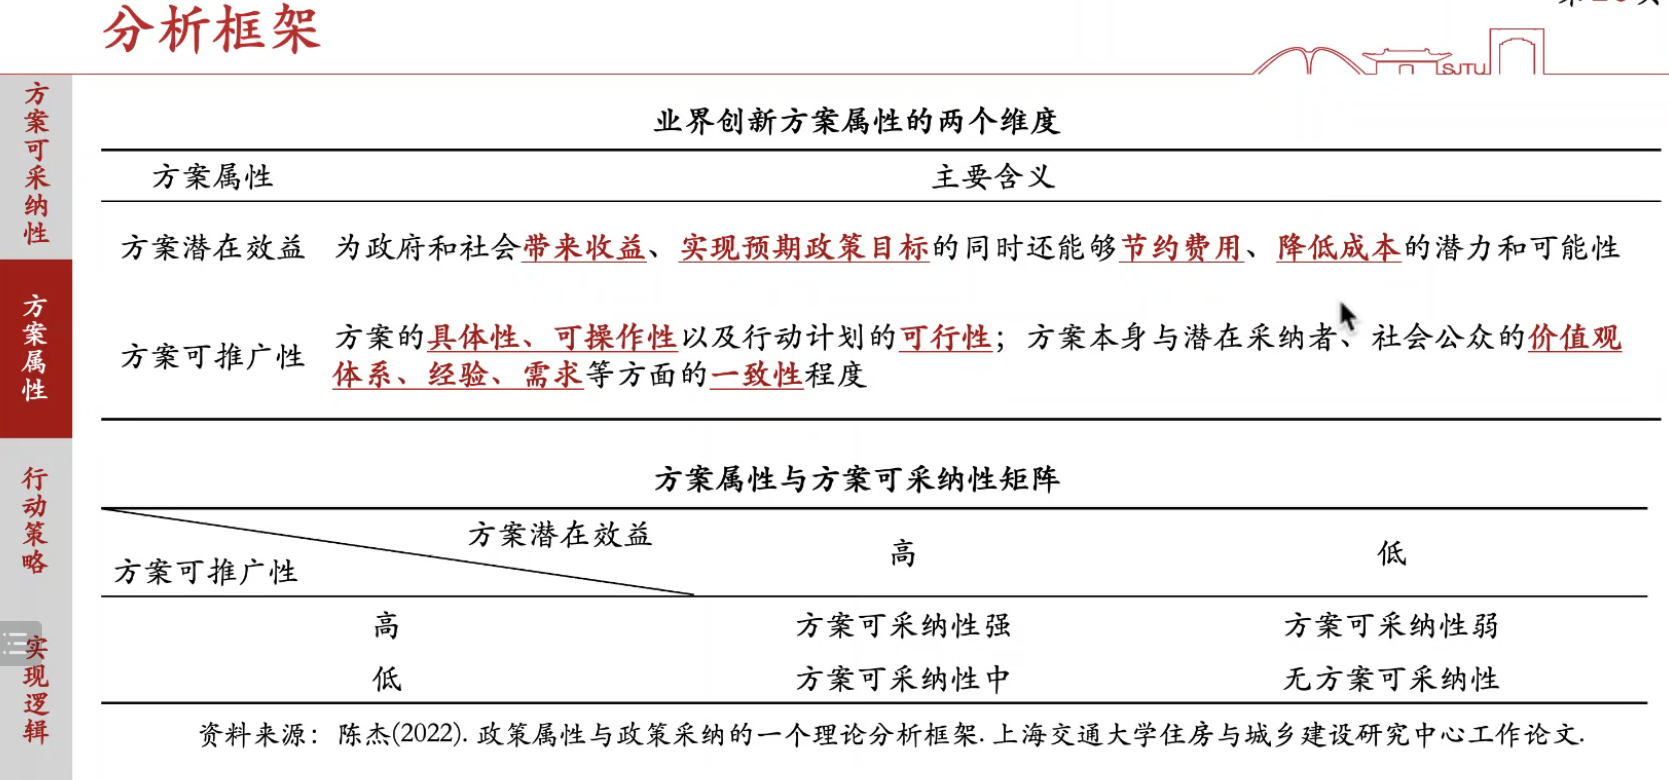 分析框架
SJTU
方案可采纳性
方案属性
行动策略
实现逻辑
业界创新方案属性的两个维度
方案属性 主要含义
方案潜在效益 为政府和社会带来收益、实现预期政策目标的同时还能够节约费用、降低成本的潜力和可能性
方案可推广性 方案的具体性、可操作性以及行动计划的可行性；方案本身与潜在采纳者、社会公众的价值观
体系、经验、需求等方面的一致性程度
方案属性与方案可采纳性矩阵
方案潜在效益
方案可推广性
高 低
高 方案可采纳性强 方案可采纳性弱
低 方案可采纳性中 无方案可采纳性
资料来源：陈杰(2022). 政策属性与政策采纳的一个理论分析框架. 上海交通大学住房与城乡建设研究中心工作论文.